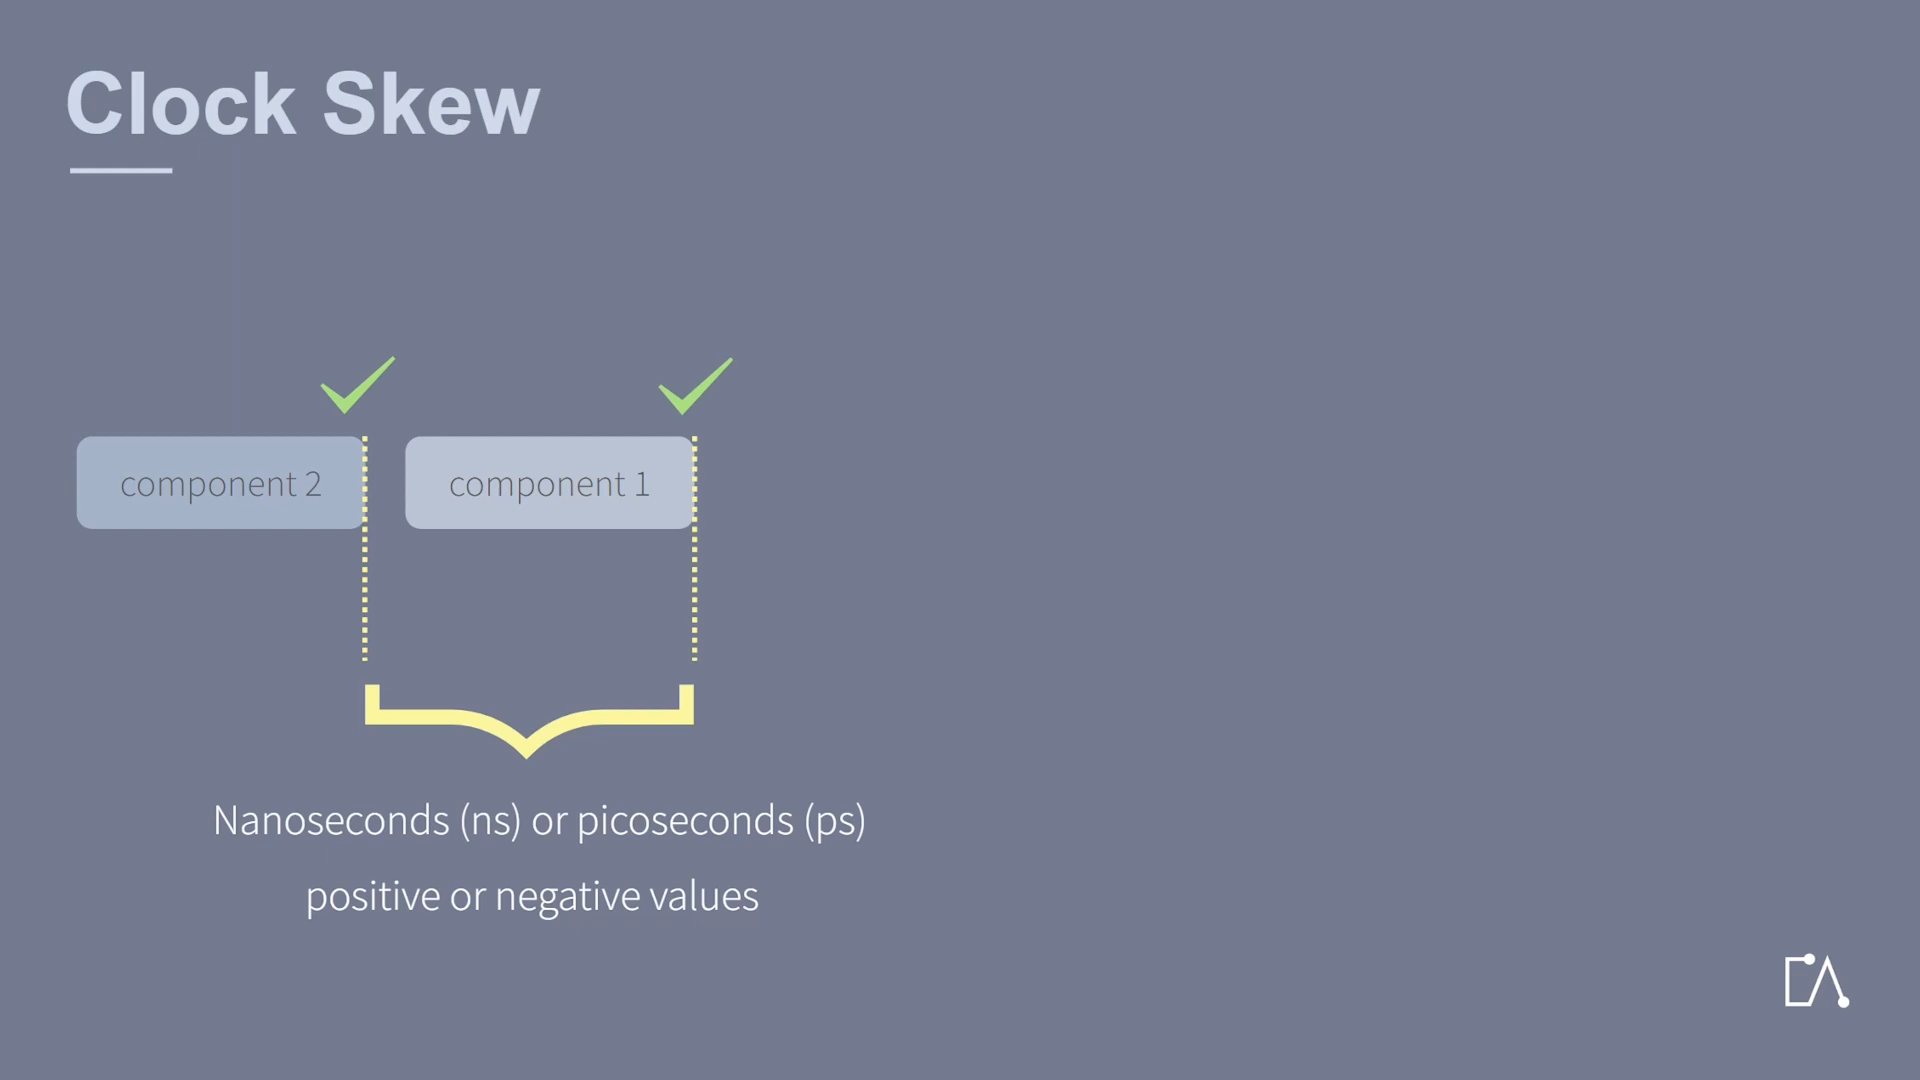 Clock Skew
component 2
component 1
Nanoseconds (ns) or picoseconds (ps)
positive or negative values